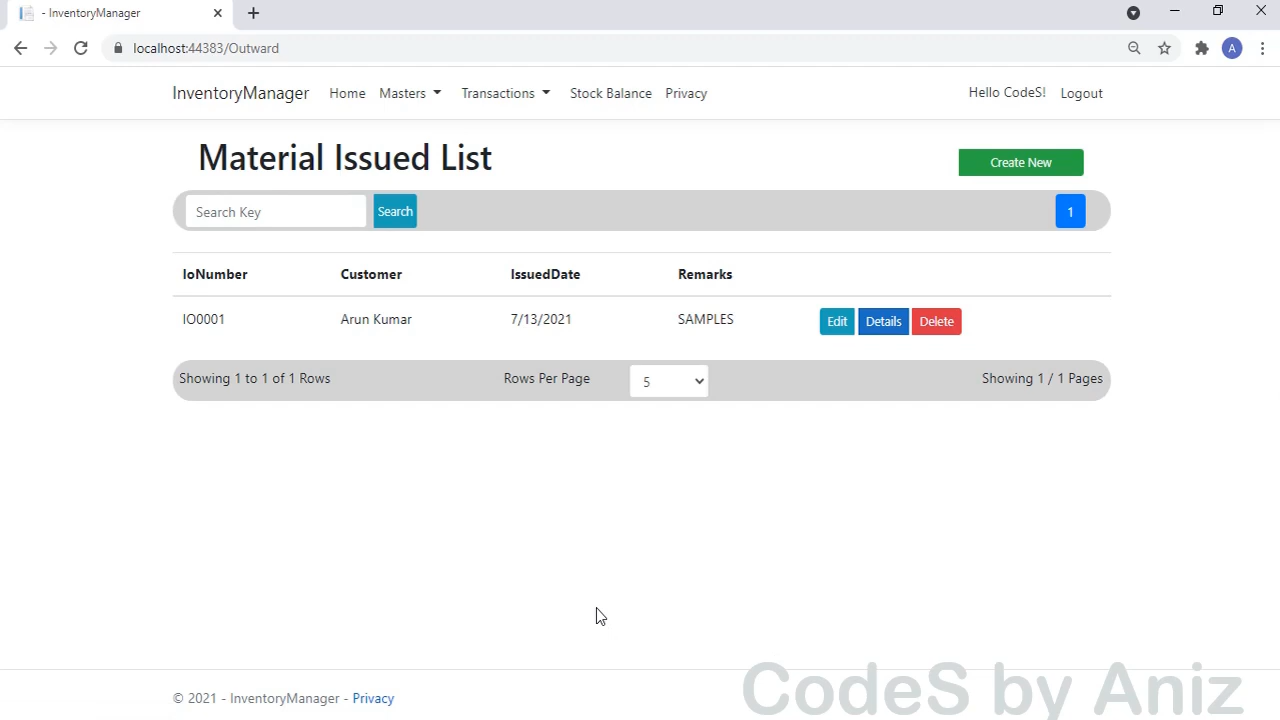 - InventoryManager
localhost:44383/Outward
A
InventoryManager Home Masters Transactions Stock Balance Privacy Hello CodeS! Logout
Material Issued List
Create New
Search Key Search 1
IoNumber Customer IssuedDate Remarks
IO0001 Arun Kumar 7/13/2021 SAMPLES Edit Details Delete
Showing 1 to 1 of 1 Rows Rows Per Page 5 Showing 1 / 1 Pages
© 2021 - InventoryManager - Privacy
CodeS by Aniz